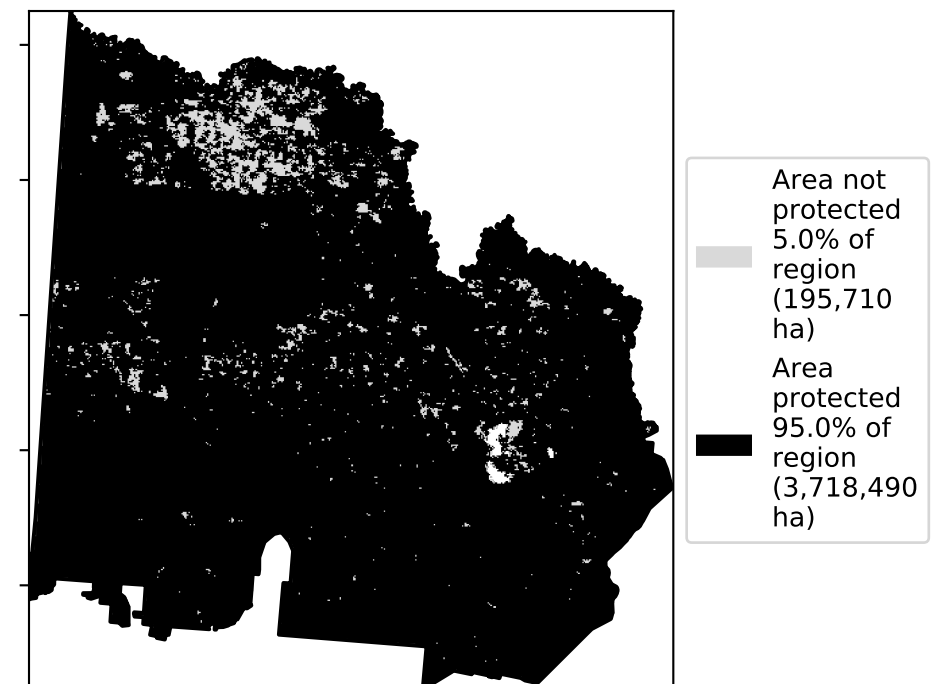 Area not
protected
5.0% of
region
(195,710
ha)
Area
protected
95.0% of
region
(3,718,490
ha)